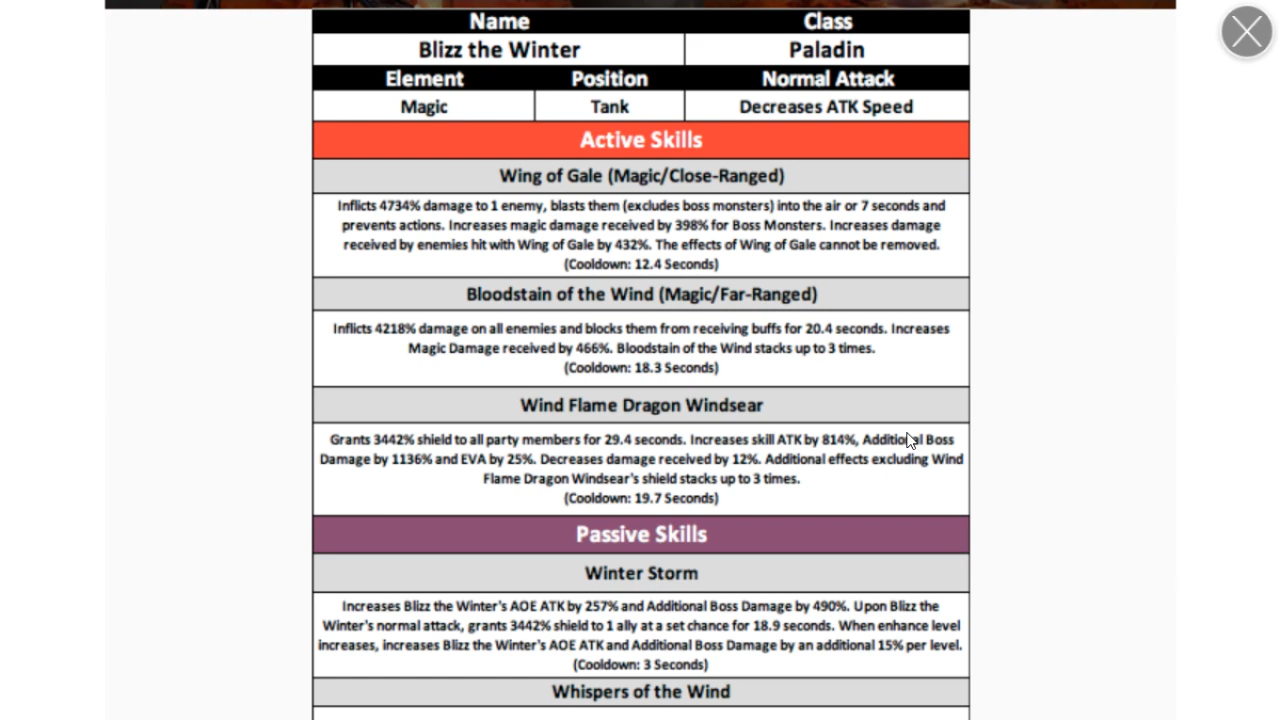 Name Class
Blizz the Winter Paladin
Element Position Normal Attack
Magic Tank Decreases ATK Speed
Active Skills
Wing of Gale (Magic/Close-Ranged)
Inflicts 4734% damage to 1 enemy, blasts them (excludes boss monsters) into the air or 7 seconds and
prevents actions. Increases magic damage received by 398% for Boss Monsters. Increases damage
received by enemies hit with Wing of Gale by 432%. The effects of Wing of Gale cannot be removed.
(Cooldown: 12.4 Seconds)
Bloodstain of the Wind (Magic/Far-Ranged)
Inflicts 4218% damage on all enemies and blocks them from receiving buffs for 20.4 seconds. Increases
Magic Damage received by 466%. Bloodstain of the Wind stacks up to 3 times.
(Cooldown: 18.3 Seconds)
Wind Flame Dragon Windsear
Grants 3442% shield to all party members for 29.4 seconds. Increases skill ATK by 814%, Additional Boss
Damage by 1136% and EVA by 25%. Decreases damage received by 12%. Additional effects excluding Wind
Flame Dragon Windsear's shield stacks up to 3 times.
(Cooldown: 19.7 Seconds)
Passive Skills
Winter Storm
Increases Blizz the Winter's AOE ATK by 257% and Additional Boss Damage by 490%. Upon Blizz the
Winter's normal attack, grants 3442% shield to 1 ally at a set chance for 18.9 seconds. When enhance level
increases, increases Blizz the Winter's AOE ATK and Additional Boss Damage by an additional 15% per level.
(Cooldown: 3 Seconds)
Whispers of the Wind